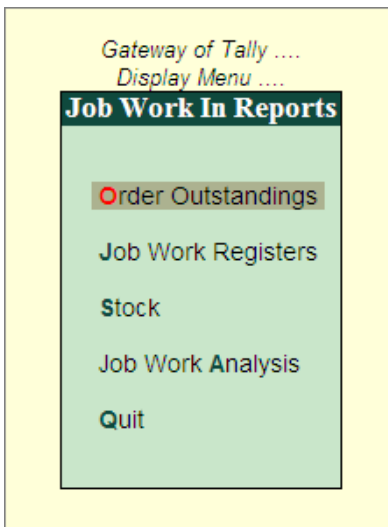 Gateway of Tally ....
Display Menu ....
Job Work In Reports
Order Outstandings
Job Work Registers
Stock
Job Work Analysis
Quit